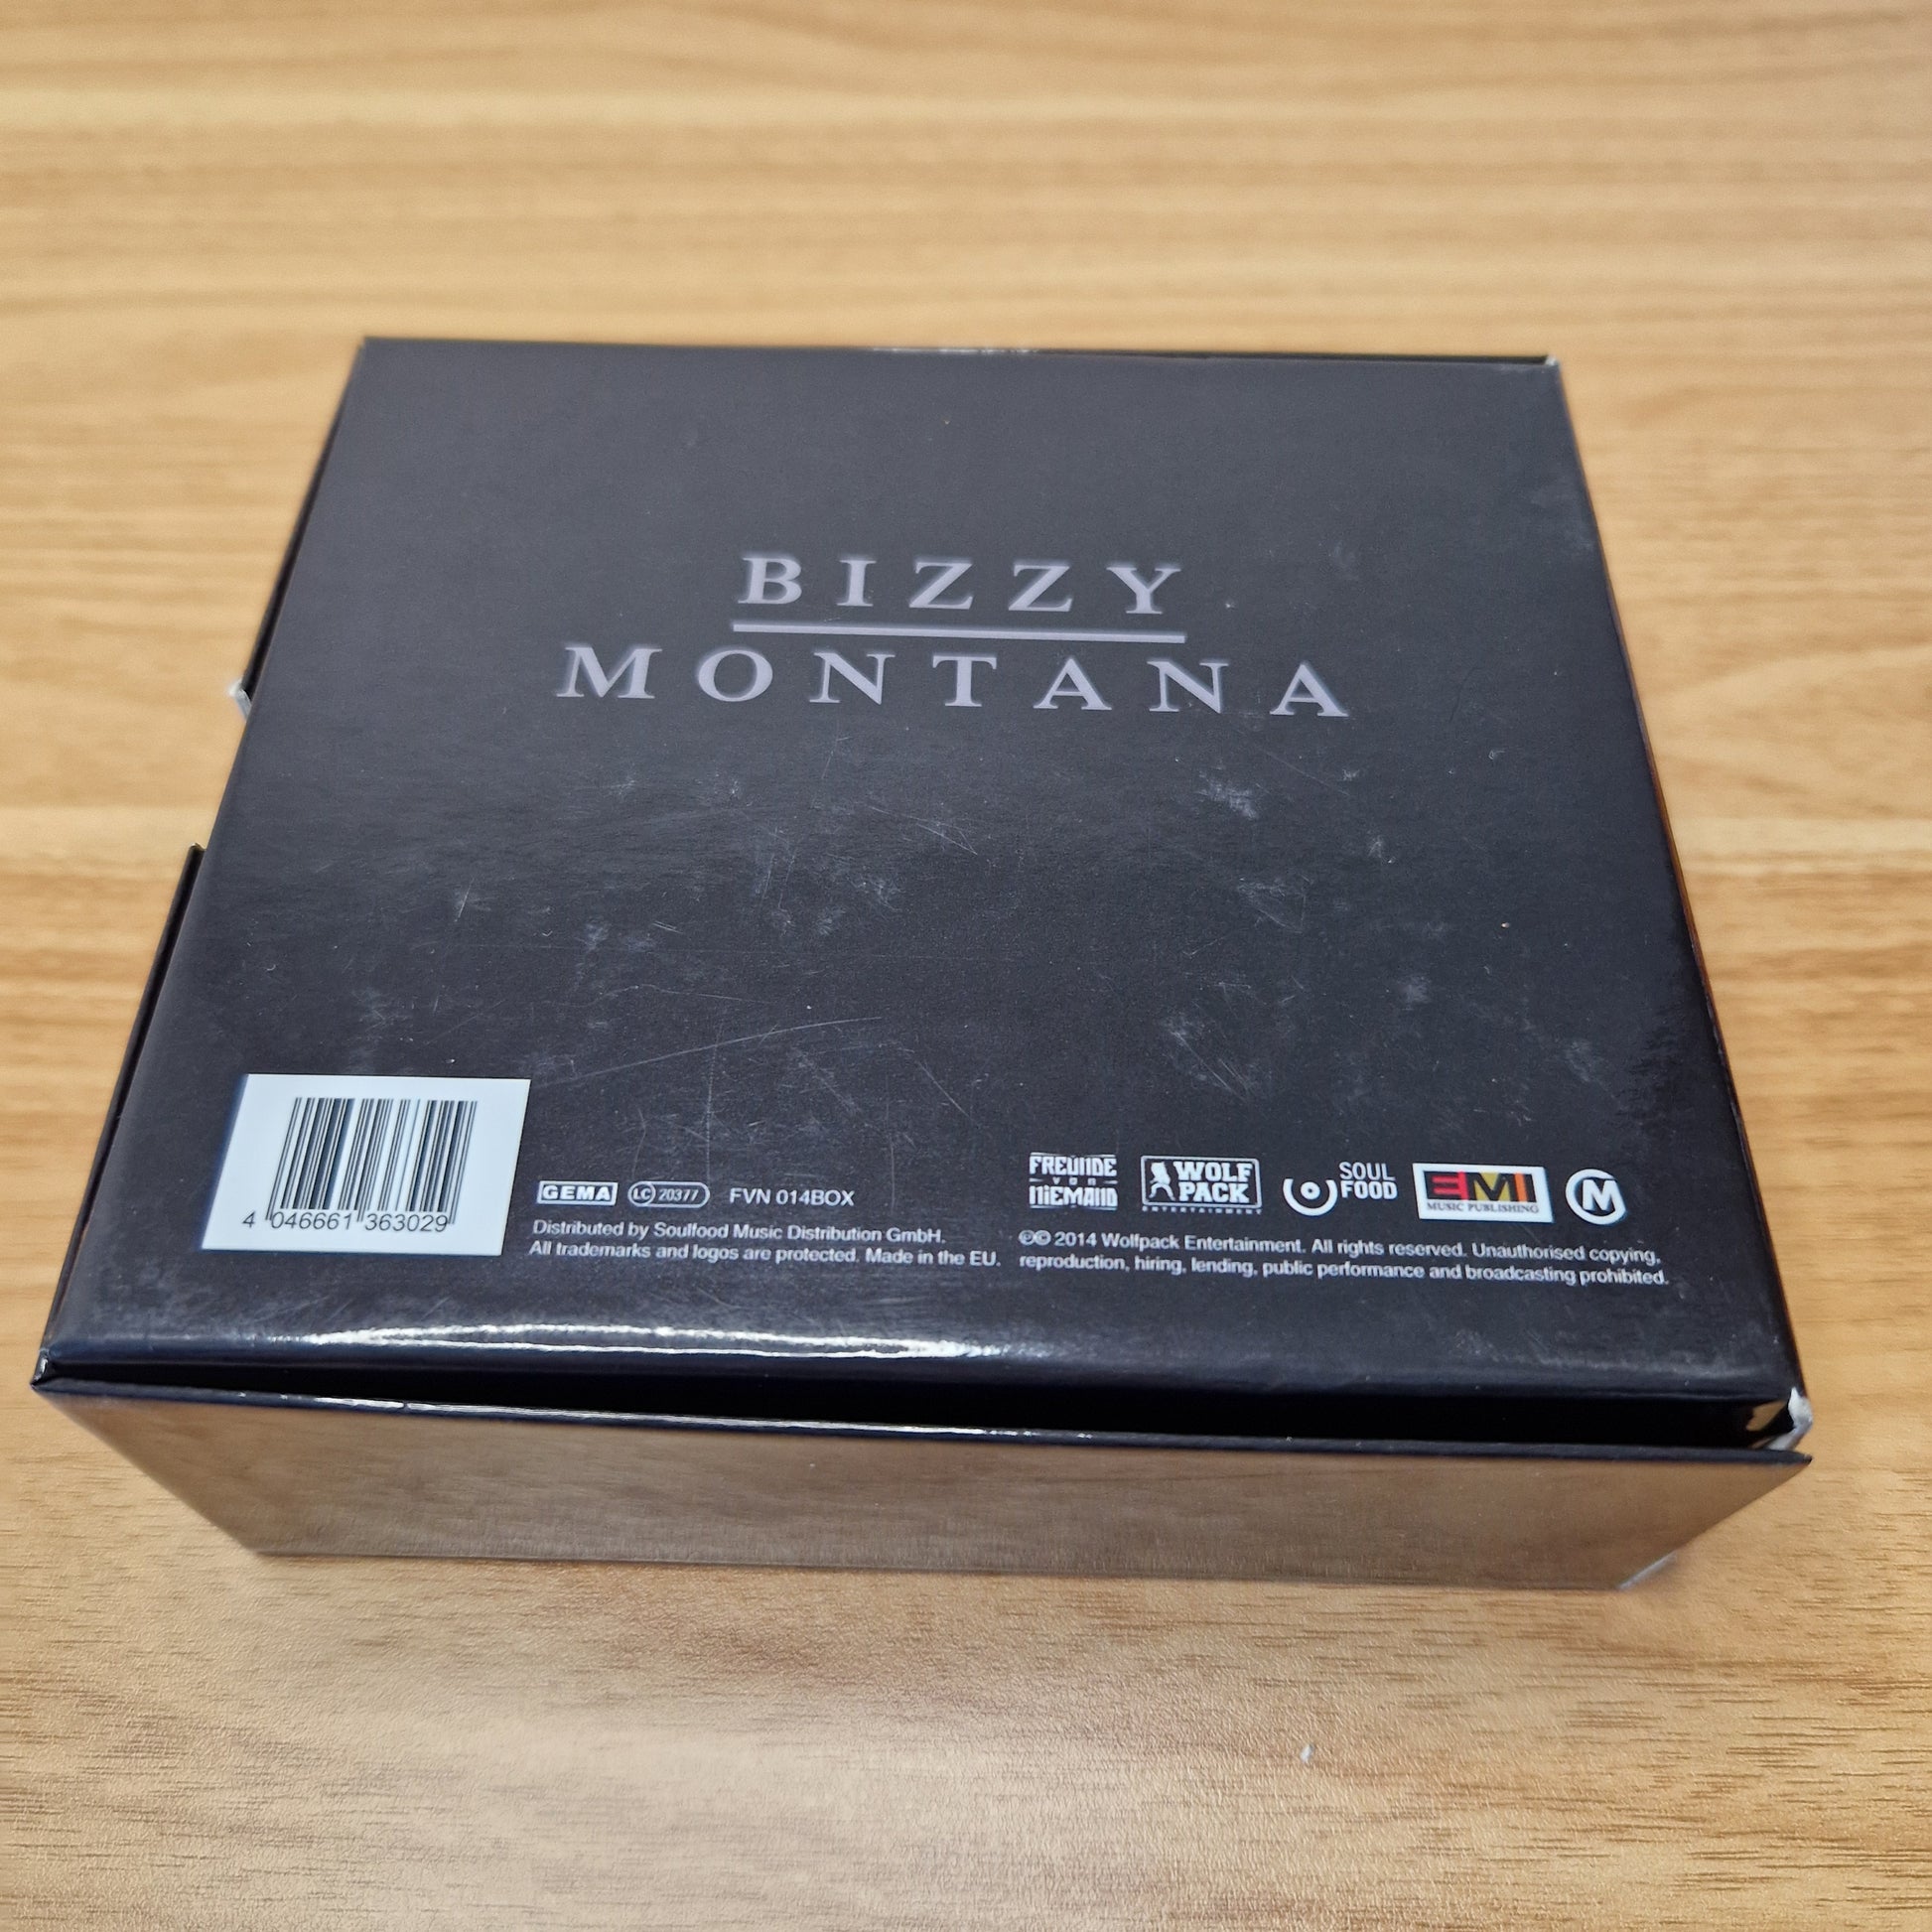 BIZZY
MONTANA
4 046661 363029
GEMA LC 20377 FVN 014BOX
Distributed by Soulfood Music Distribution GmbH.
All trademarks and logos are protected. Made in the EU.
FREUNDE
VON
NIEMAND
WOLF
PACK
ENTERTAINMENT
SOUL
FOOD
EMI
MUSIC PUBLISHING
M
℗© 2014 Wolfpack Entertainment. All rights reserved. Unauthorised copying,
reproduction, hiring, lending, public performance and broadcasting prohibited.